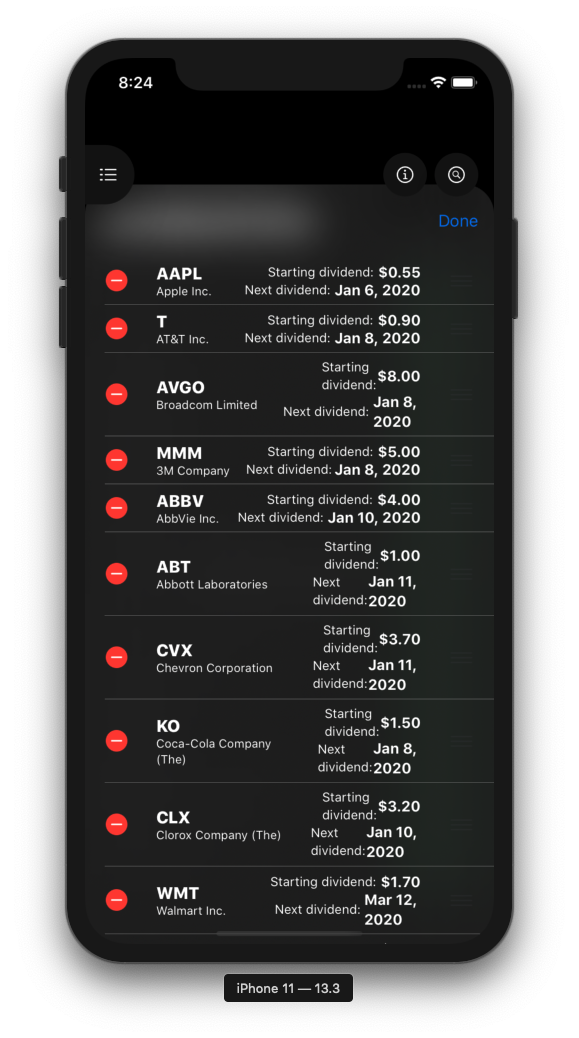 8:24
Done
AAPL
Starting dividend: $0.55
Apple Inc.
Next dividend: Jan 6, 2020
T
Starting dividend: $0.90
AT&T Inc.
Next dividend: Jan 8, 2020
AVGO
Broadcom Limited
Starting
dividend: $8.00
Next dividend: Jan 8,
2020
MMM
Starting dividend: $5.00
3M Company
Next dividend: Jan 8, 2020
ABBV
Starting dividend: $4.00
AbbVie Inc.
Next dividend: Jan 10, 2020
ABT
Abbott Laboratories
Starting
dividend: $1.00
Next Jan 11,
dividend: 2020
CVX
Chevron Corporation
Starting
dividend: $3.70
Next Jan 11,
dividend: 2020
KO
Coca-Cola Company
(The)
Starting
dividend: $1.50
Next Jan 8,
dividend: 2020
CLX
Clorox Company (The)
Starting
dividend: $3.20
Next Jan 10,
dividend: 2020
WMT
Walmart Inc.
Starting dividend: $1.70
Next dividend: Mar 12,
2020
iPhone 11 — 13.3